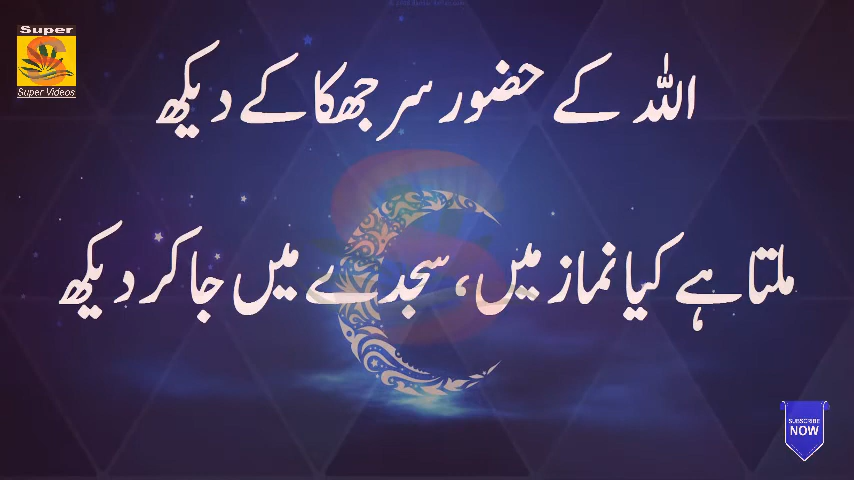 Super
Super Videos
اللہ کے حضور سر جھکا کے دیکھ
ملتا ہے کیا نماز میں، سجدے میں جا کر دیکھ
SUBSCRIBE
NOW